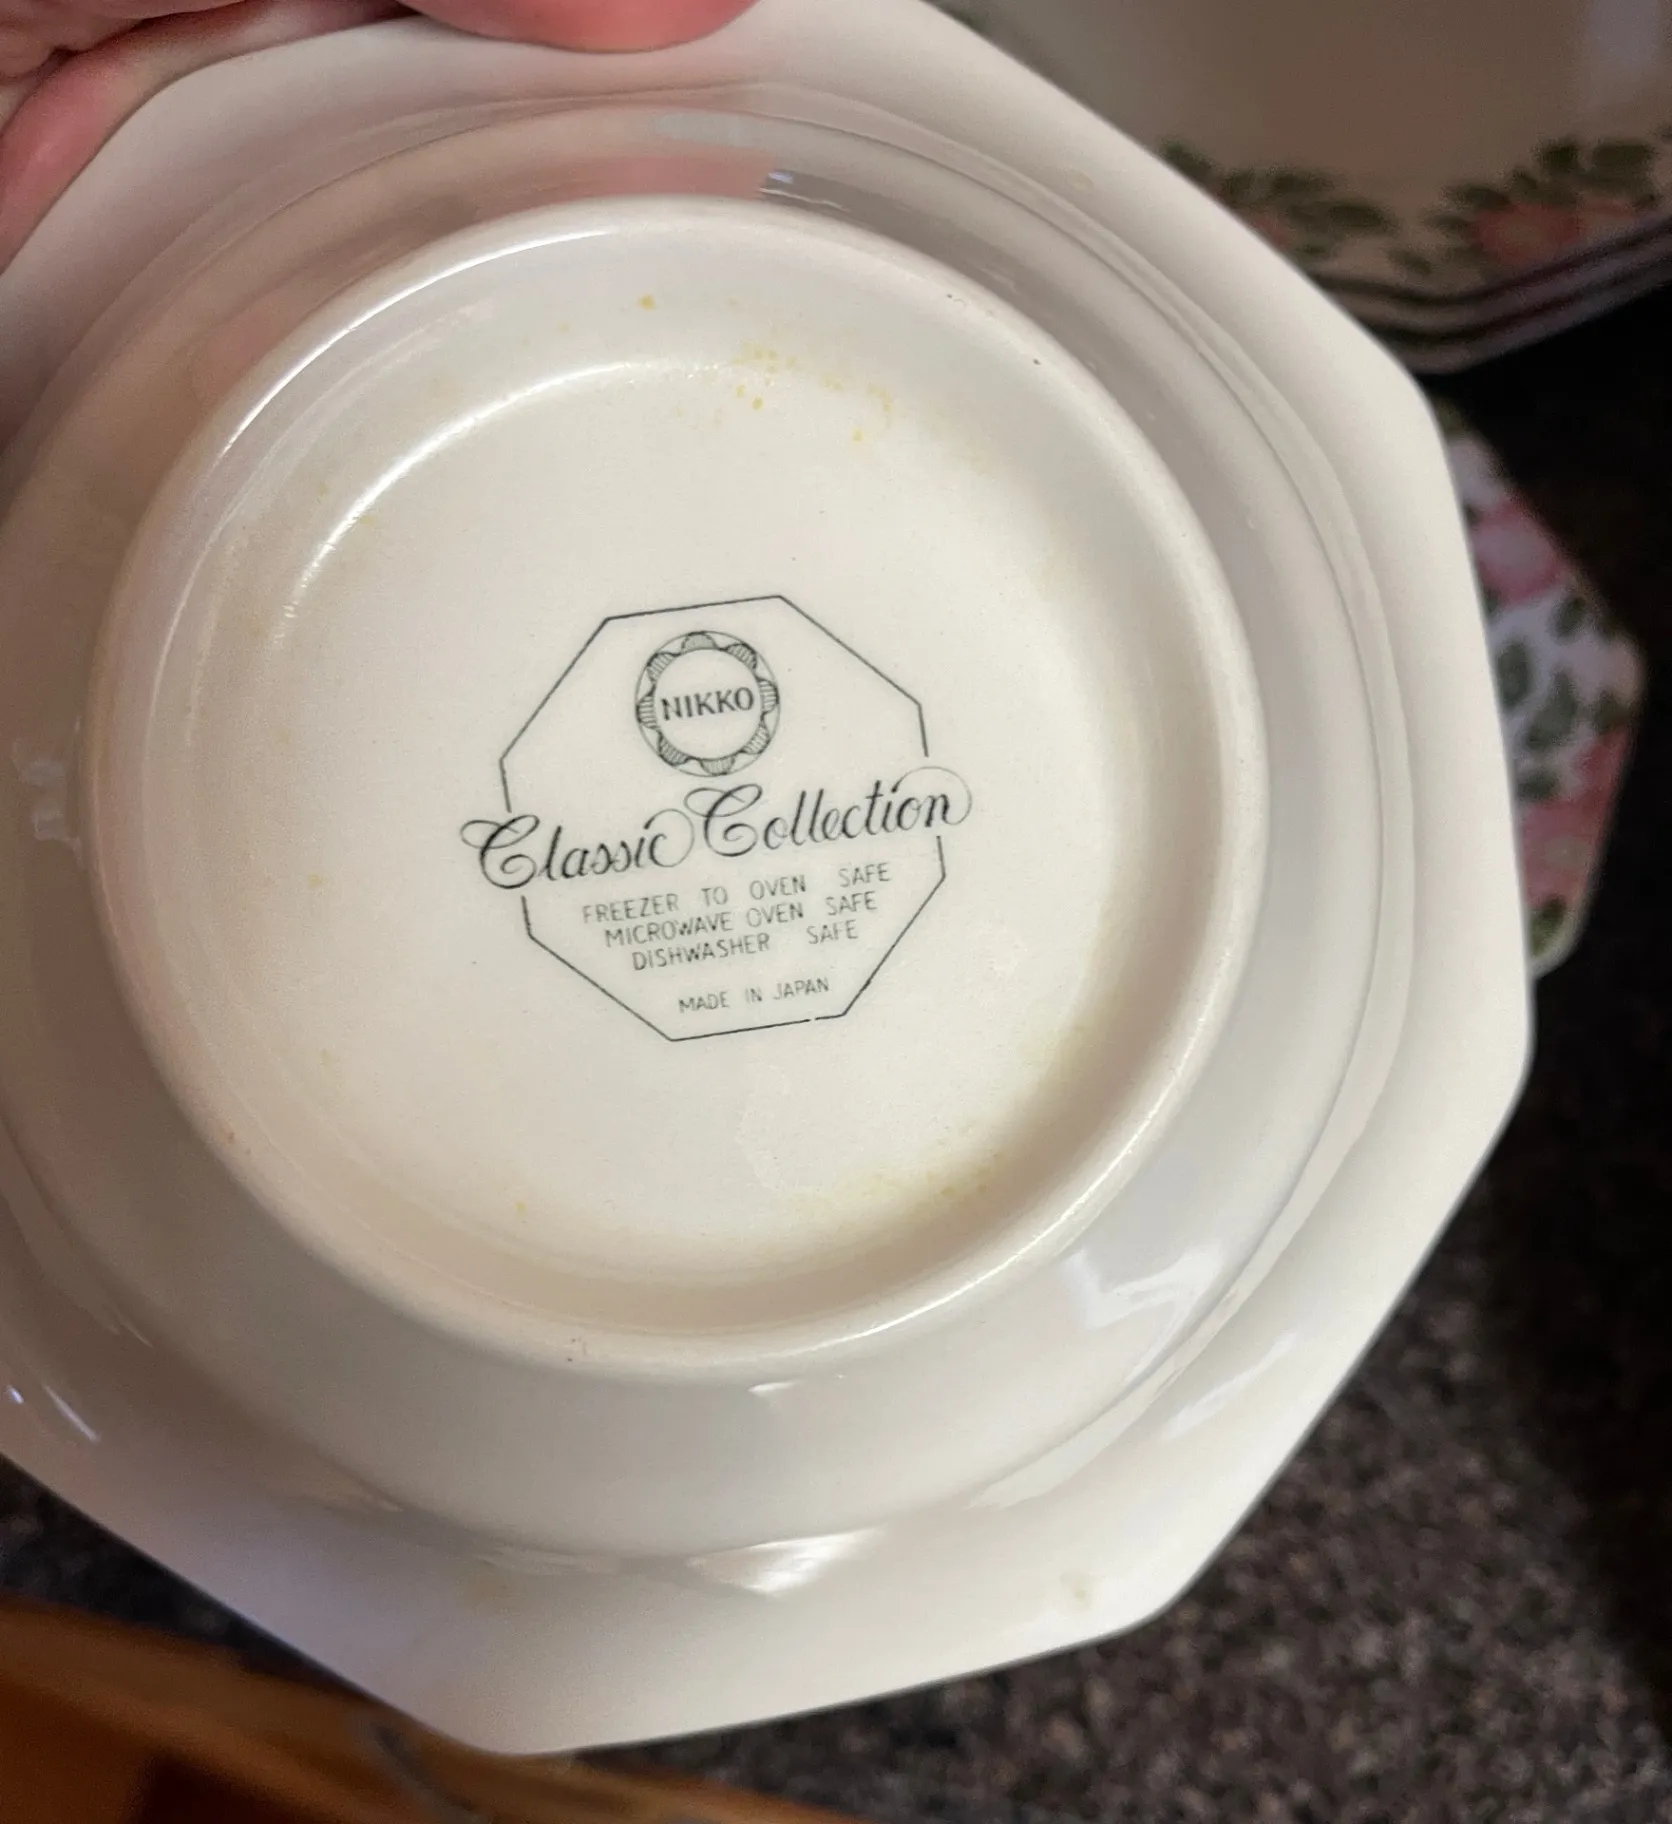 NIKKO
Classic Collection
FREEZER TO OVEN SAFE
MICROWAVE OVEN SAFE
DISHWASHER SAFE
MADE IN JAPAN